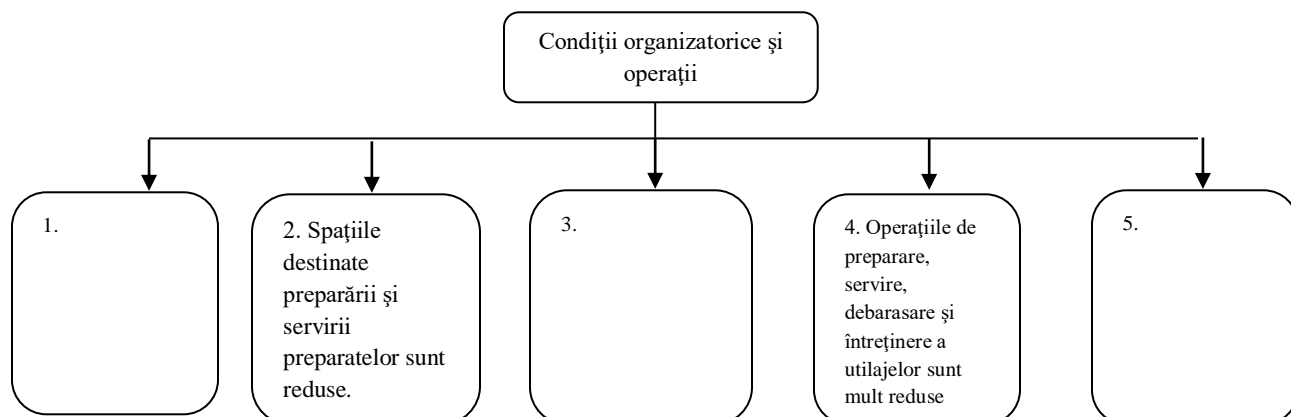 Condiţii organizatorice şi
operaţii
1.
2. Spaţiile
destinate
preparării şi
servirii
preparatelor sunt
reduse.
3.
4. Operaţiile de
preparare,
servire,
debarasare şi
întreţinere a
utilajelor sunt
mult reduse
5.